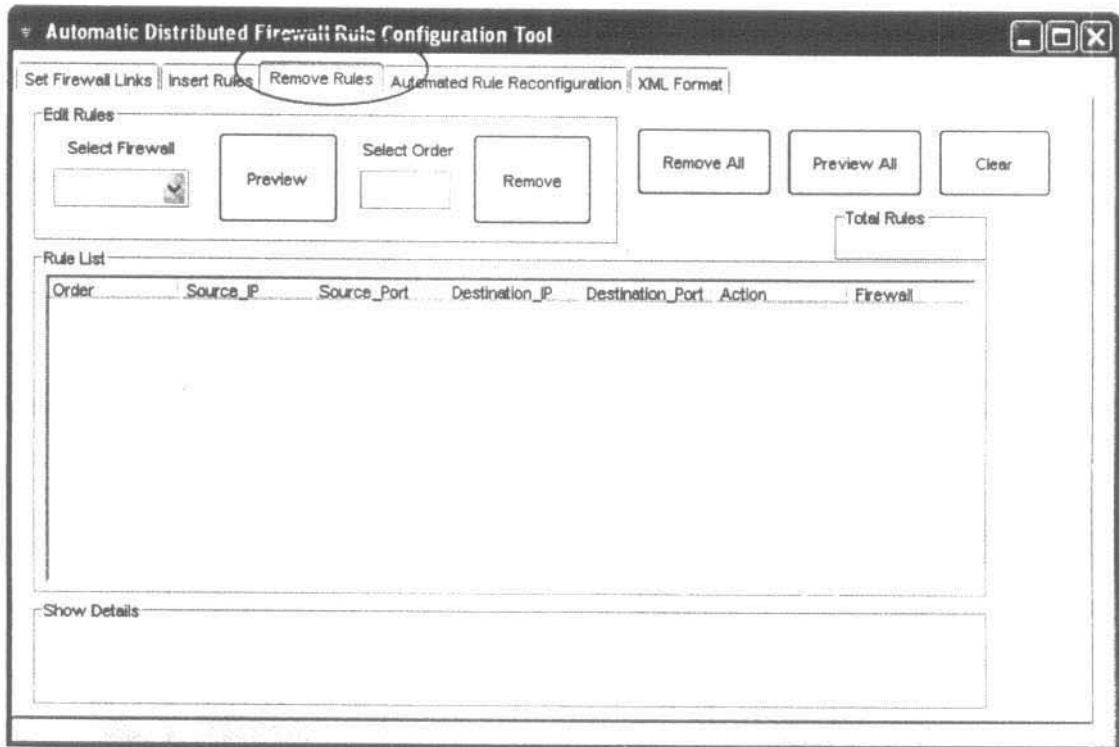 Automatic Distributed Firewall Rule Configuration Tool
Set Firewall Links Insert Rules Remove Rules Automated Rule Reconfiguration XML Format
Edit Rules
Select Firewall
Preview
Select Order
Remove
Remove All
Preview All
Clear
Total Rules
Rule List
Order Source_IP Source_Port Destination_IP Destination_Port Action Firewall
Show Details